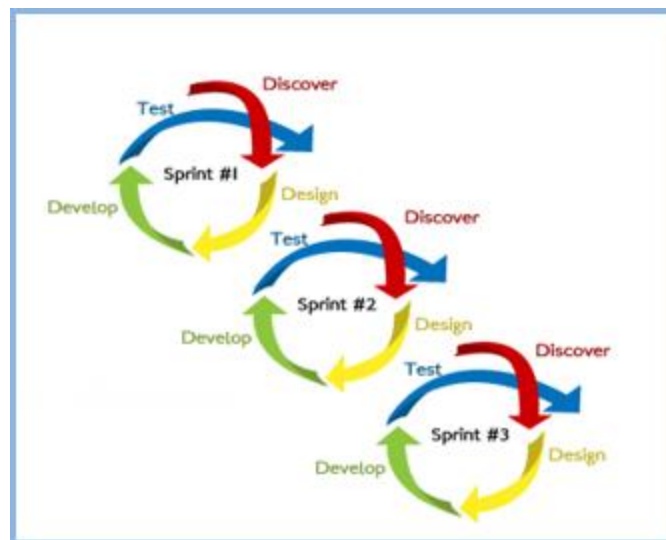 Discover
Test
Sprint #1
Design
Develop
Discover
Test
Sprint #2
Design
Develop
Discover
Test
Sprint #3
Design
Develop